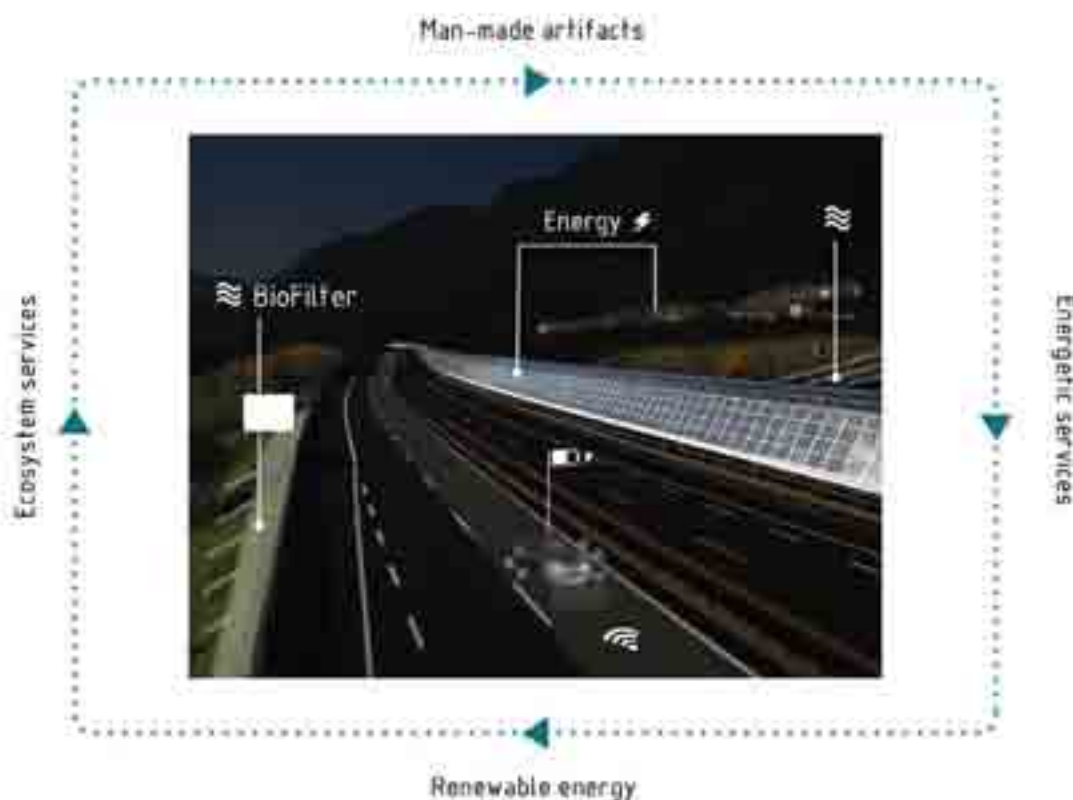 Man-made artifacts
Energy
BioFilter
Ecosystem services
Energetic services
Renewable energy